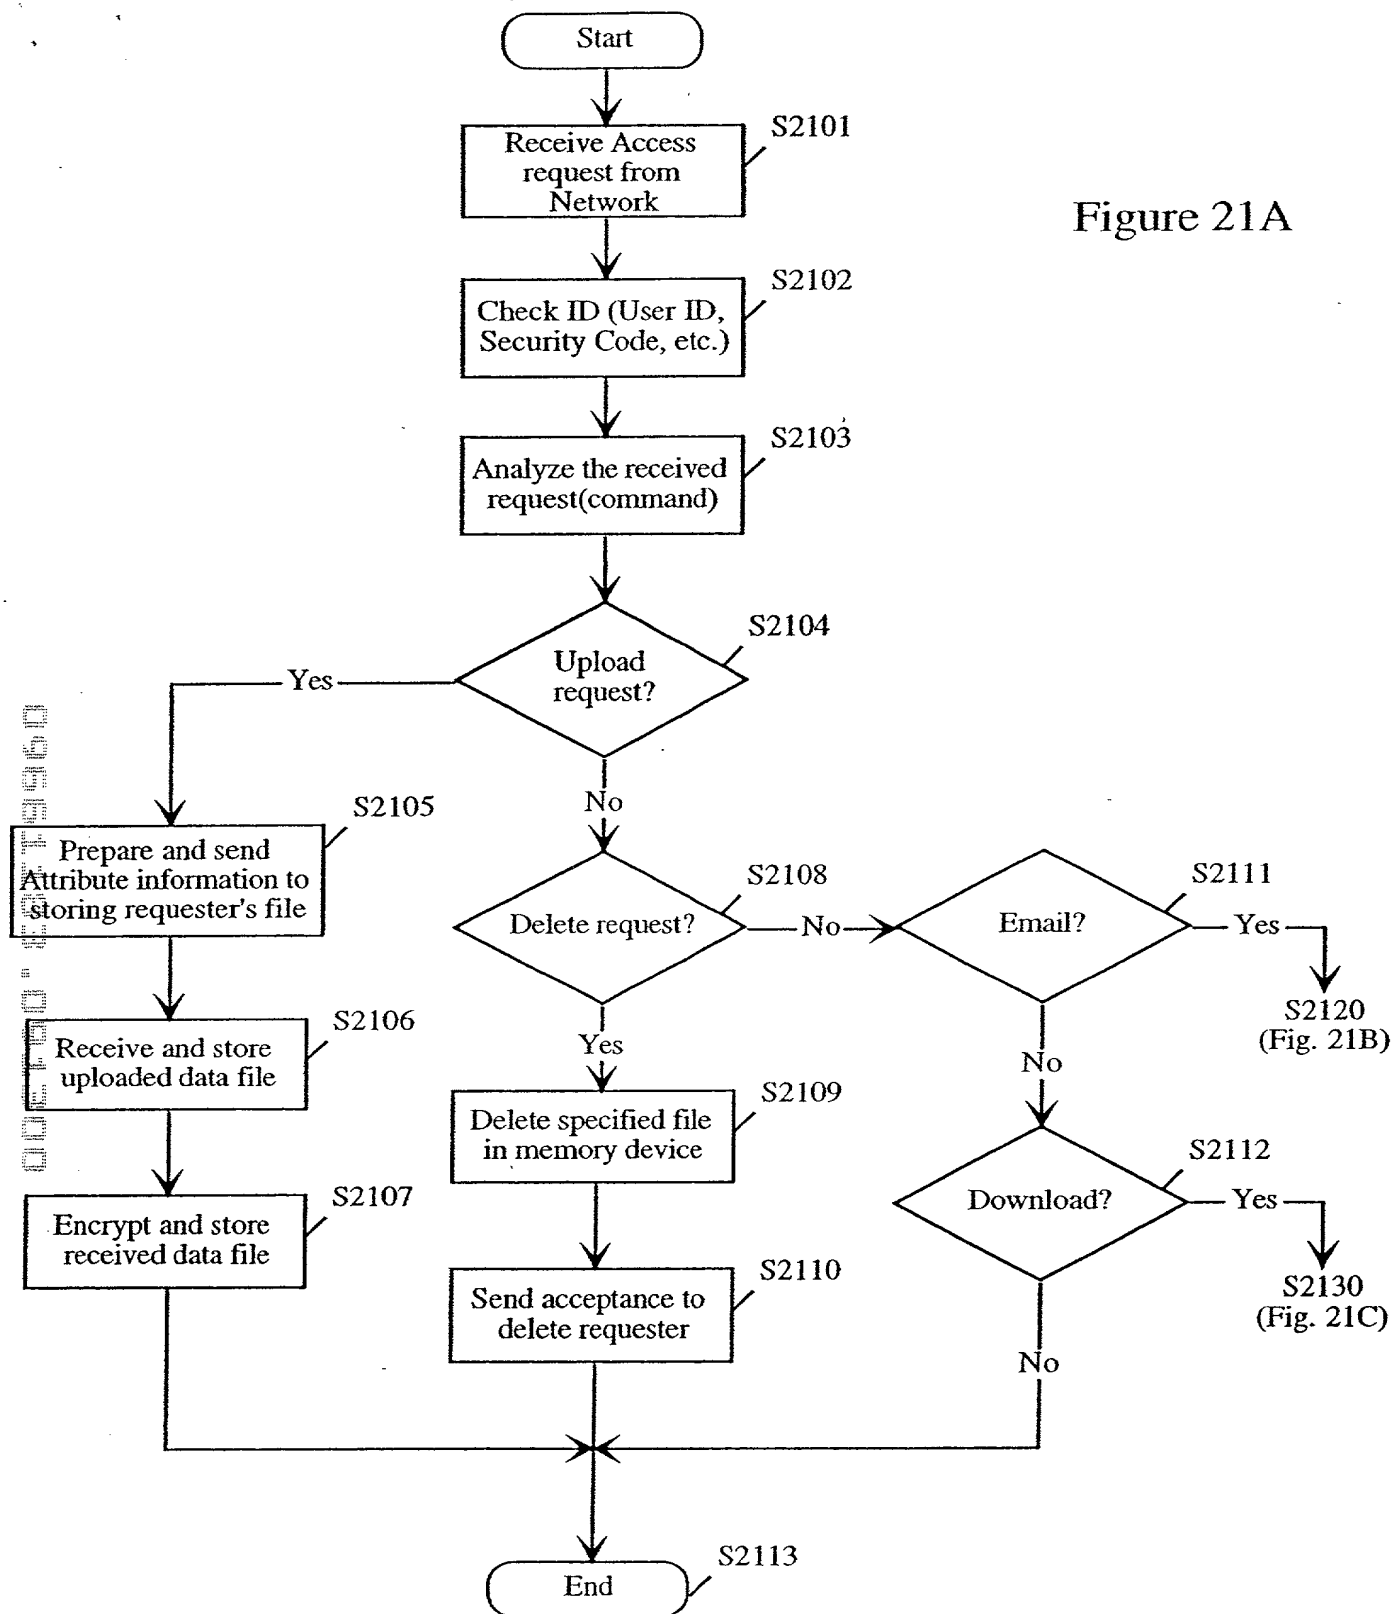 Start
S2101
Receive Access
request from
Network
Figure 21A
S2102
Check ID (User ID,
Security Code, etc.)
S2103
Analyze the received
request(command)
S2104
Upload
request?
Yes
No
S2105
Prepare and send
Attribute information to
storing requester's file
S2106
Receive and store
uploaded data file
S2107
Encrypt and store
received data file
S2108
Delete request?
No
Yes
S2109
Delete specified file
in memory device
S2110
Send acceptance to
delete requester
S2111
Email?
Yes
S2120
(Fig. 21B)
No
S2112
Download?
Yes
S2130
(Fig. 21C)
No
S2113
End